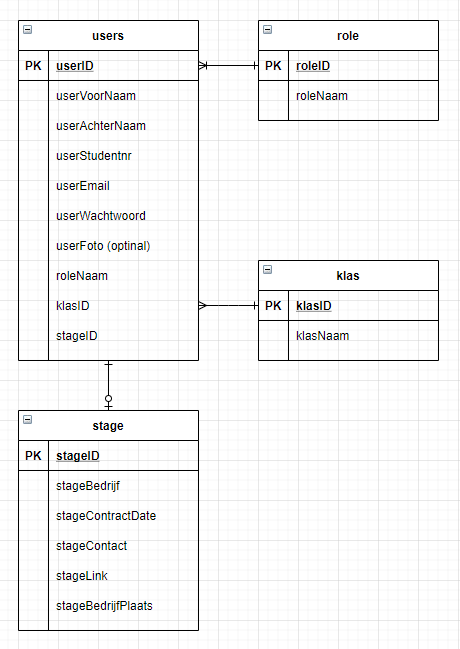 users
PK userID
userVoorNaam
userAchterNaam
userStudentnr
userEmail
userWachtwoord
userFoto (optinal)
roleNaam
klasID
stageID
role
PK roleID
roleNaam
klas
PK klasID
klasNaam
stage
PK stageID
stageBedrijf
stageContractDate
stageContact
stageLink
stageBedrijfPlaats